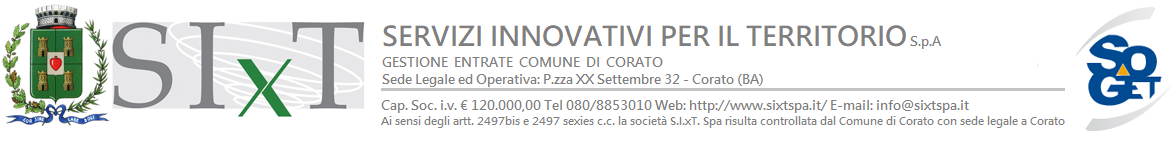 SIxT
SERVIZI INNOVATIVI PER IL TERRITORIO S.p.A
GESTIONE ENTRATE COMUNE DI CORATO
Sede Legale ed Operativa: P.zza XX Settembre 32 - Corato (BA)
Cap. Soc. i.v. € 120.000,00 Tel 080/8853010 Web: http://www.sixtspa.it/ E-mail: info@sixtspa.it
Ai sensi degli artt. 2497bis e 2497 sexies c.c. la società S.I.xT. Spa risulta controllata dal Comune di Corato con sede legale a Corato
SOGET